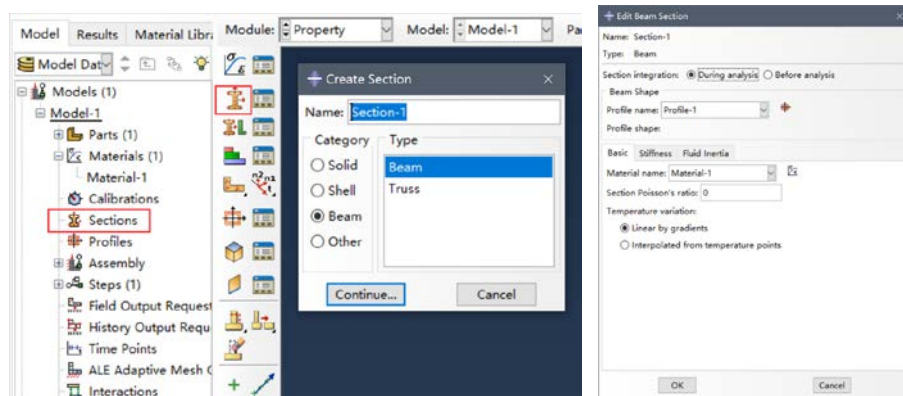 Model Results Material Libr
Module: Property Model: Model-1 Pa
Model Dat
Models (1)
Model-1
Parts (1)
Materials (1)
Material-1
Calibrations
Sections
Profiles
Assembly
Steps (1)
Field Output Request
History Output Requ
Time Points
ALE Adaptive Mesh C
Interactions
Create Section
Name: Section-1
Category Type
Solid
Shell
Beam
Other
Beam
Truss
Continue... Cancel
Edit Beam Section
Name: Section-1
Type: Beam
Section integration: During analysis Before analysis
Beam Shape
Profile name: Profile-1
Profile shape:
Basic Stiffness Fluid Inertia
Material name: Material-1
Section Poisson's ratio: 0
Temperature variation:
Linear by gradients
Interpolated from temperature points
OK Cancel